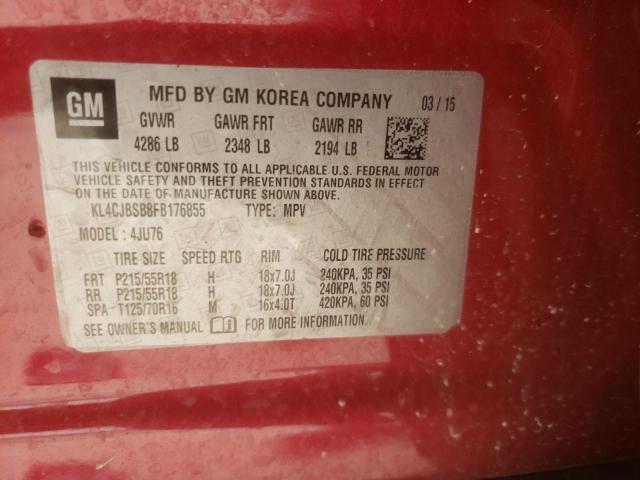 GM MFD BY GM KOREA COMPANY 03/15
GVWR GAWR FRT GAWR RR
4286 LB 2348 LB 2194 LB
THIS VEHICLE CONFORMS TO ALL APPLICABLE U.S. FEDERAL MOTOR
VEHICLE SAFETY AND THEFT PREVENTION STANDARDS IN EFFECT
ON THE DATE OF MANUFACTURE SHOWN ABOVE.
KL4CJBSB8FB176855 TYPE: MPV
MODEL : 4JU76
TIRE SIZE SPEED RTG RIM COLD TIRE PRESSURE
FRT P215/55R18 H 18x7.0J 240KPA, 35 PSI
RR P215/55R18 H 18x7.0J 240KPA, 35 PSI
SPA T125/70R16 M 16x4.0T 420KPA, 60 PSI
SEE OWNER'S MANUAL FOR MORE INFORMATION.